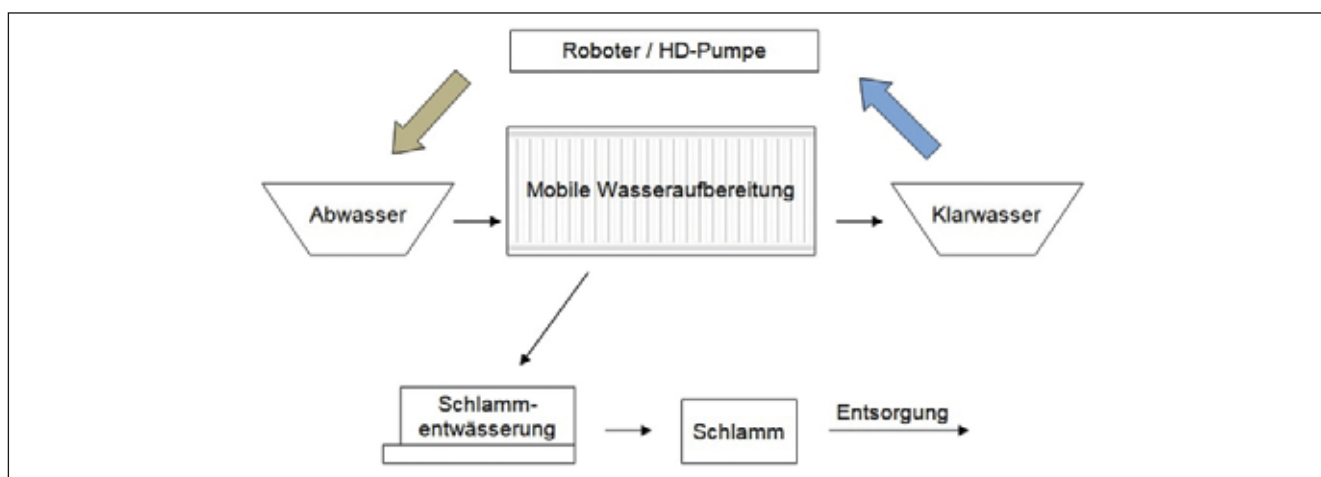 Roboter / HD-Pumpe
Mobile Wasseraufbereitung
Abwasser
Klarwasser
Schlamm-
entwässerung
Schlamm
Entsorgung